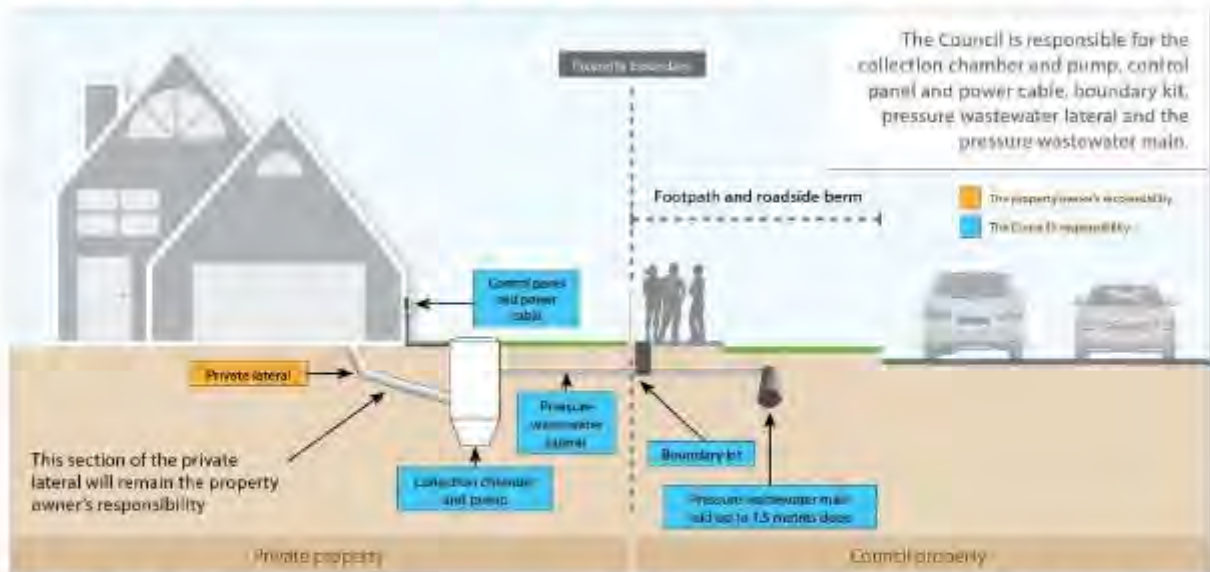 Property boundary
The Council is responsible for the
collection chamber and pump, control
panel and power cable, boundary kit,
pressure wastewater lateral and the
pressure wastewater main.
Footpath and roadside berm
The property owner's responsibility
The Council's responsibility
Control panel
and power
cable
Private lateral
Pressure
wastewater
lateral
Boundary kit
This section of the private
lateral will remain the property
owner's responsibility
Collection chamber
and pump
Pressure wastewater main
laid up to 1.5 metres deep
Private property
Council property